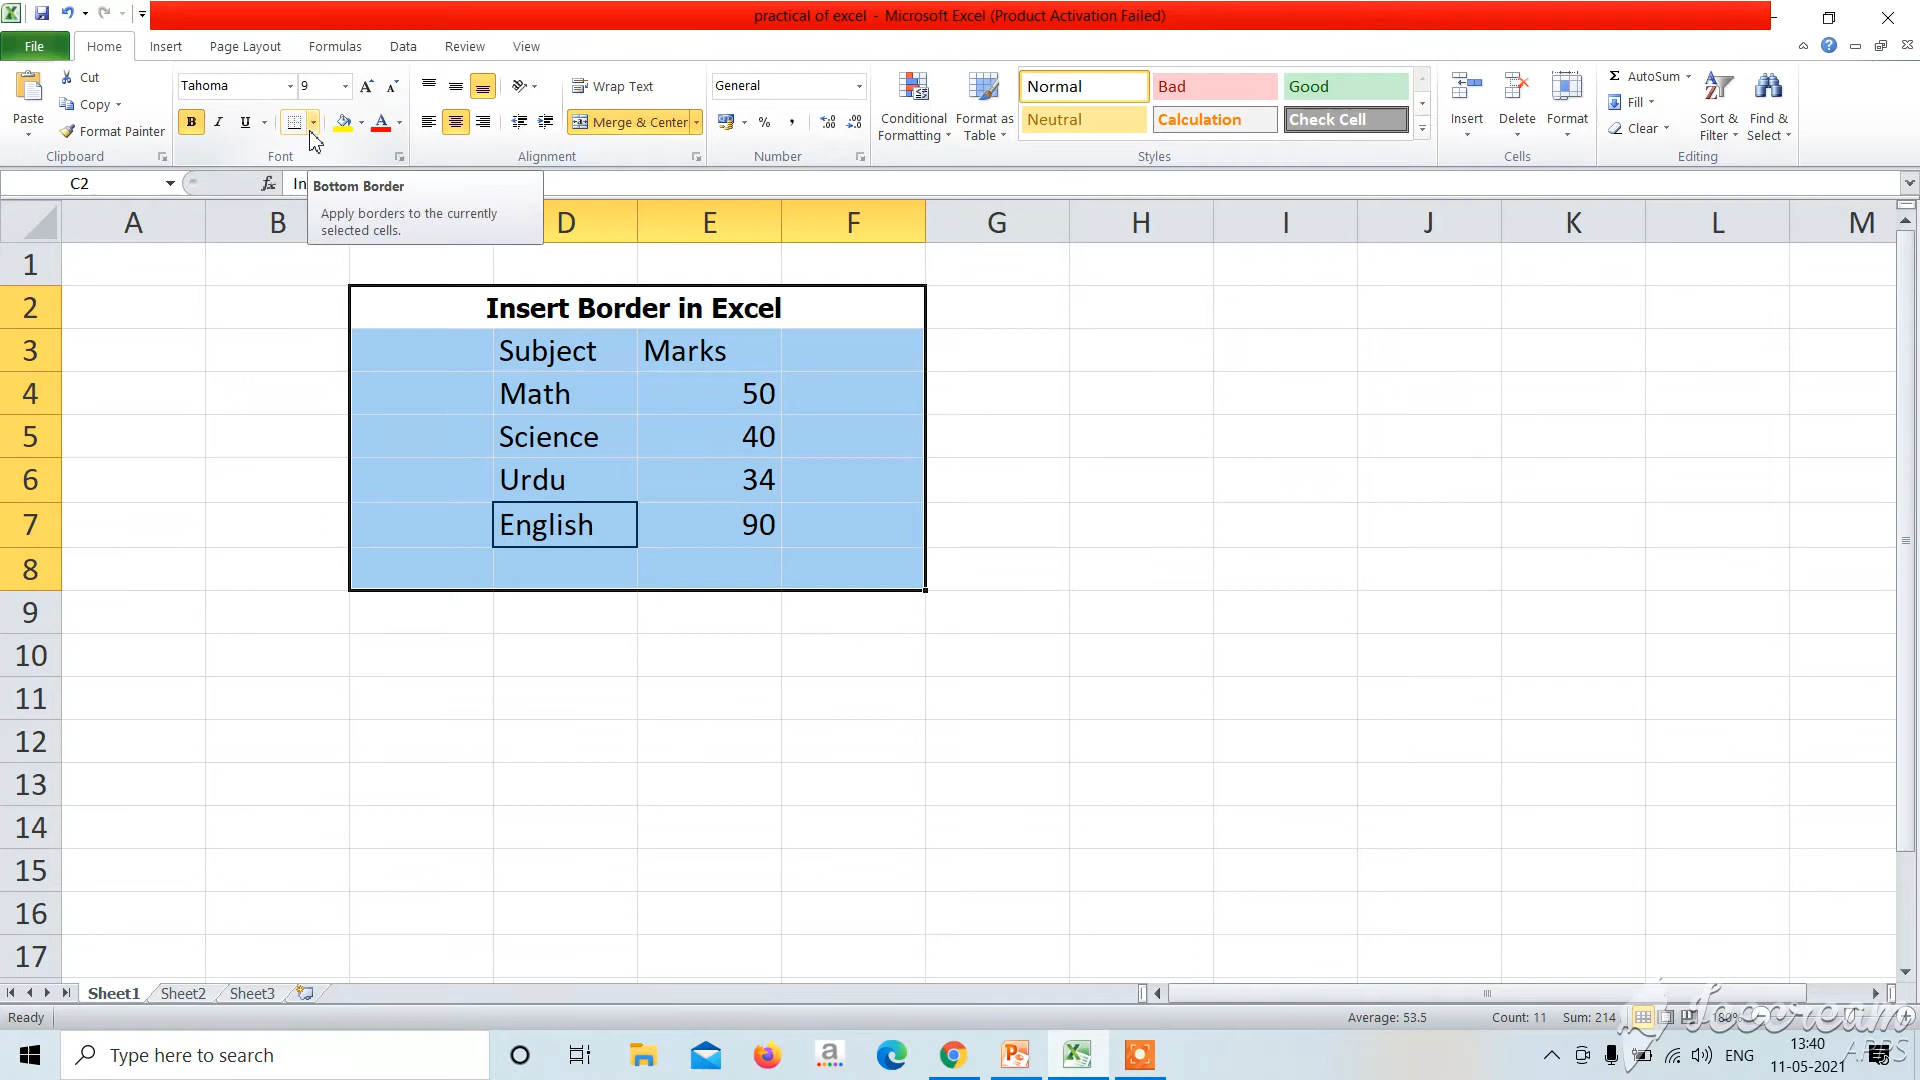 practical of excel - Microsoft Excel (Product Activation Failed)
File Home Insert Page Layout Formulas Data Review View
Paste
Cut
Copy
Format Painter
Clipboard
Tahoma 9
B I U A
Font
Wrap Text
Merge & Center
Alignment
General
%
Number
Conditional Formatting
Format as Table
Normal Bad Good
Neutral Calculation Check Cell
Styles
Insert Delete Format
Cells
Σ AutoSum
Fill
Clear
Sort & Filter
Find & Select
Editing
C2 fx In
Bottom Border
Apply borders to the currently
selected cells.
A B D E F G H I J K L M
1
2 Insert Border in Excel
3 Subject Marks
4 Math 50
5 Science 40
6 Urdu 34
7 English 90
8
9
10
11
12
13
14
15
16
17
Sheet1 Sheet2 Sheet3
Ready Average: 53.5 Count: 11 Sum: 214 180%
Type here to search
ENG
13:40
11-05-2021
APPS